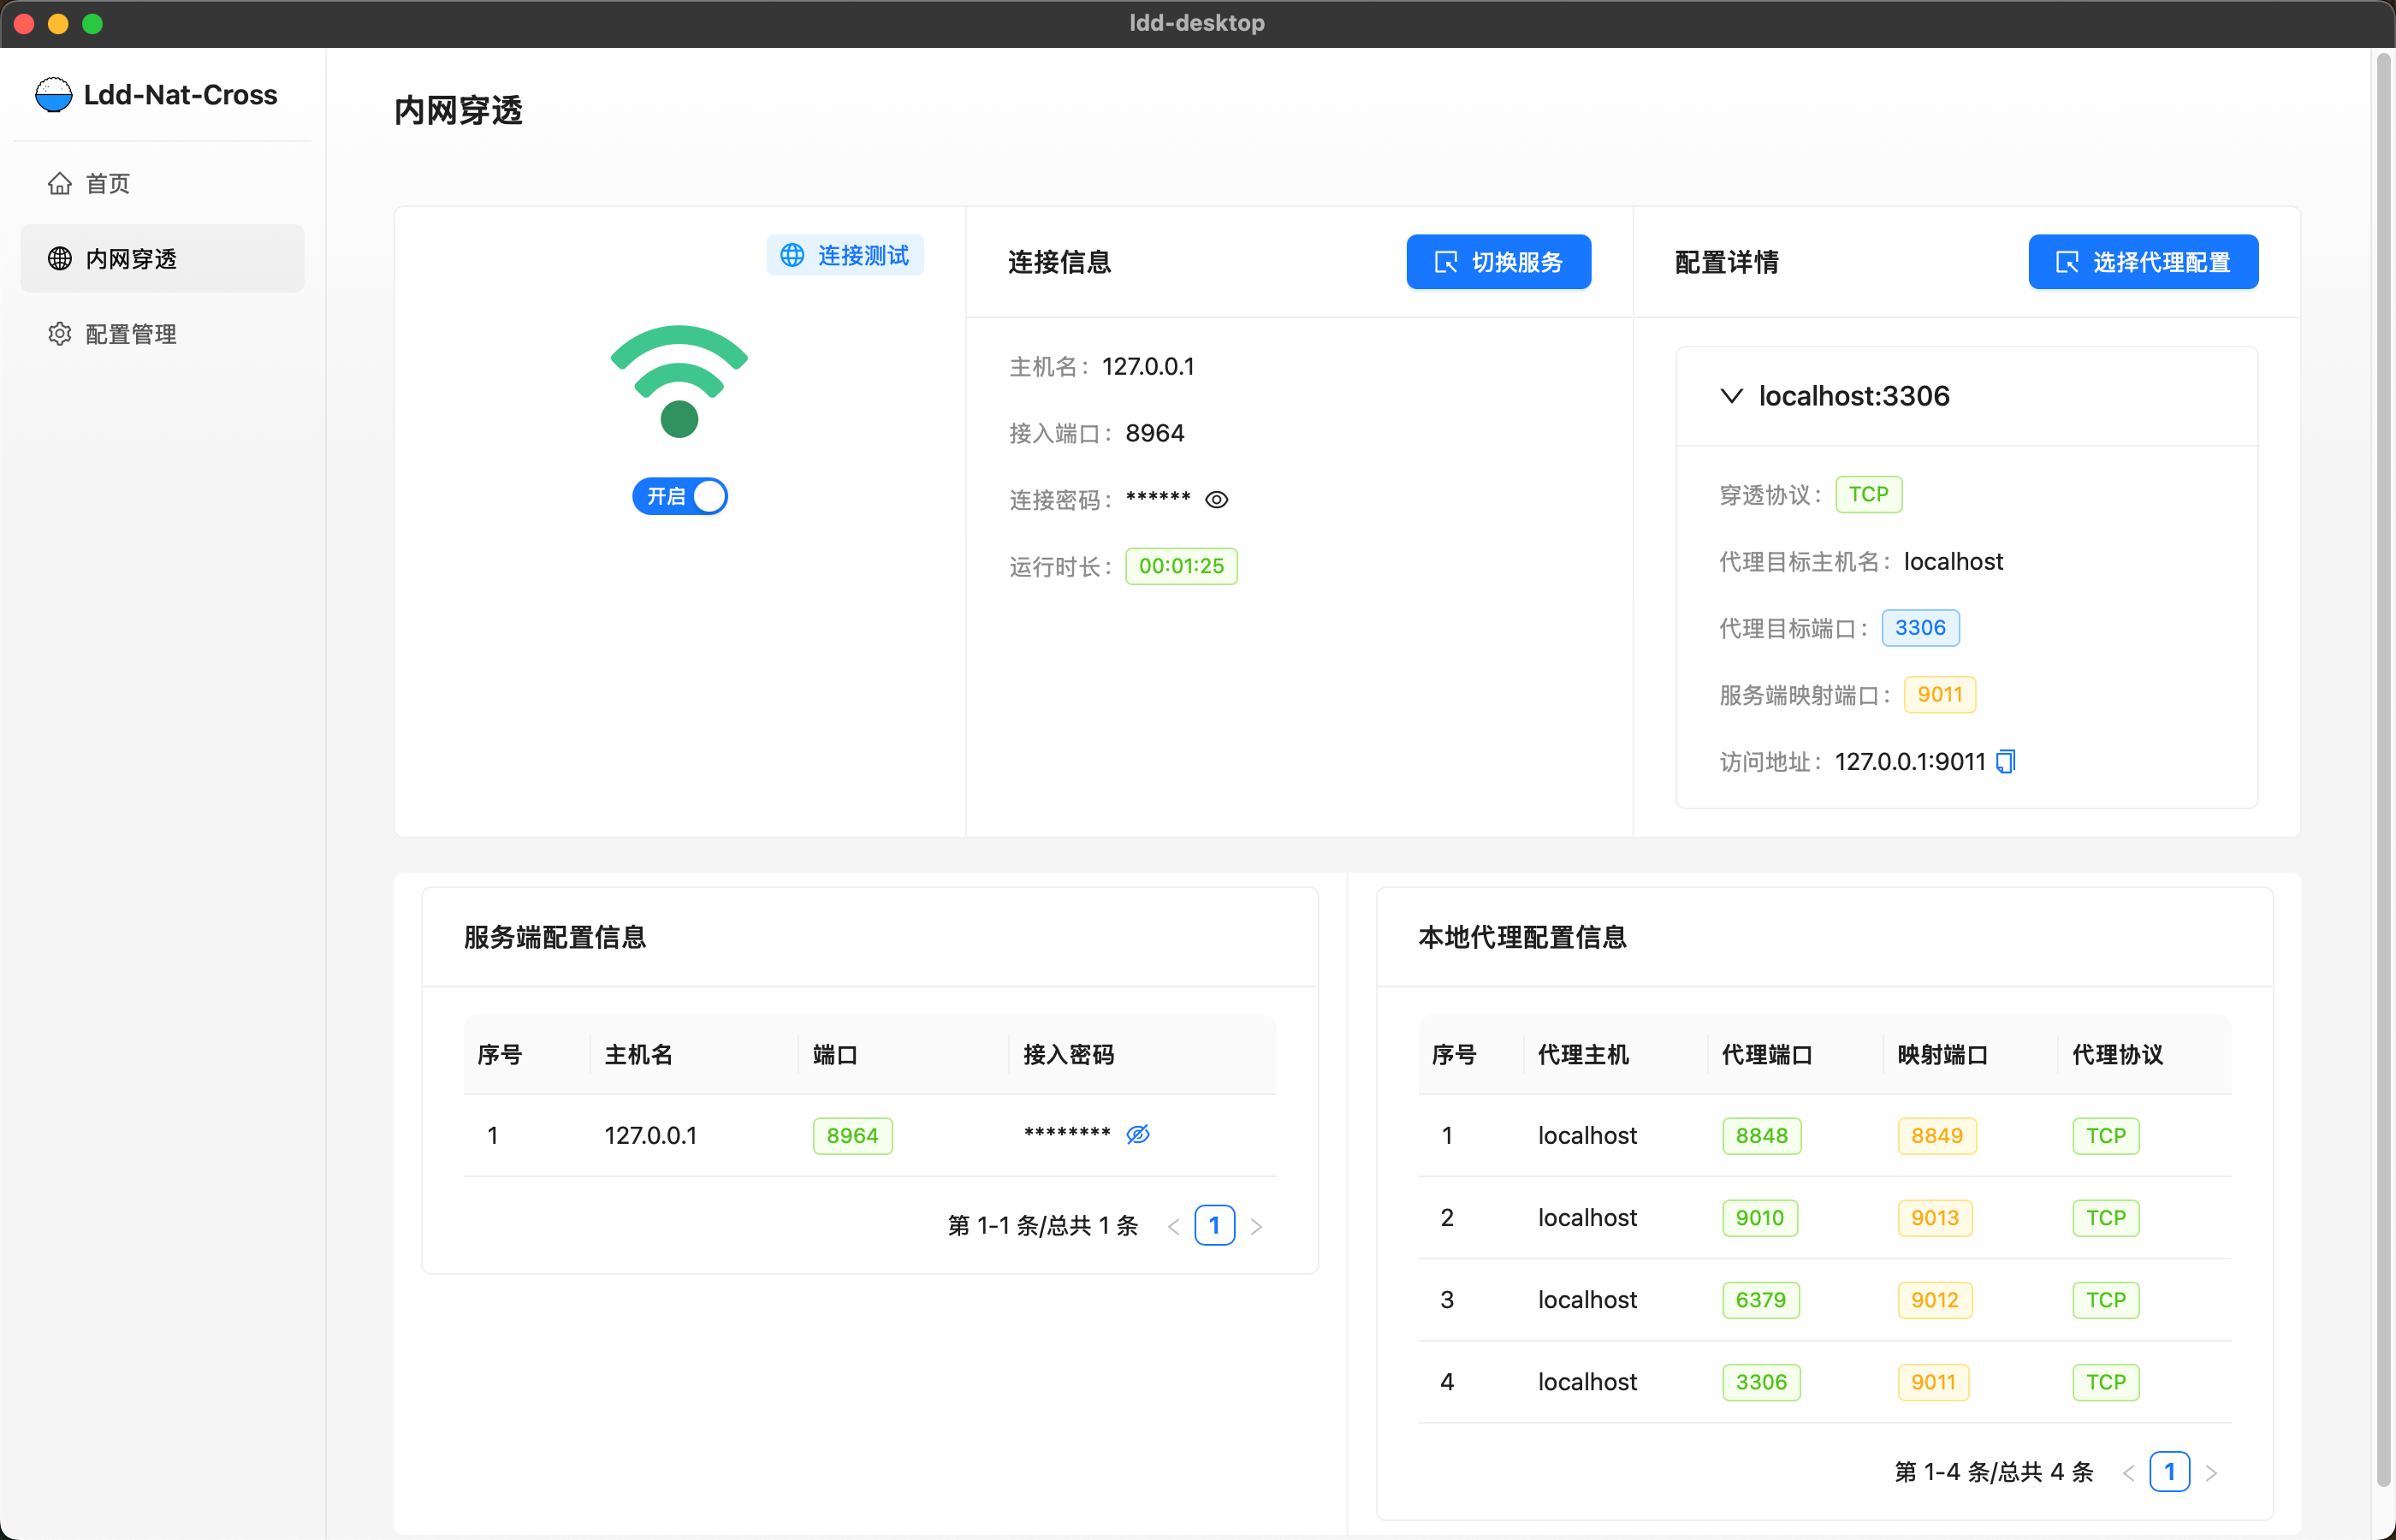 ldd-desktop
Ldd-Nat-Cross
首页
内网穿透
配置管理
内网穿透
连接测试
开启
连接信息
切换服务
主机名: 127.0.0.1
接入端口: 8964
连接密码: ******
运行时长: 00:01:25
配置详情
选择代理配置
localhost:3306
穿透协议: TCP
代理目标主机名: localhost
代理目标端口: 3306
服务端映射端口: 9011
访问地址: 127.0.0.1:9011
服务端配置信息
序号 主机名 端口 接入密码
1 127.0.0.1 8964 ********
第 1-1 条/总共 1 条 < 1 >
本地代理配置信息
序号 代理主机 代理端口 映射端口 代理协议
1 localhost 8848 8849 TCP
2 localhost 9010 9013 TCP
3 localhost 6379 9012 TCP
4 localhost 3306 9011 TCP
第 1-4 条/总共 4 条 < 1 >